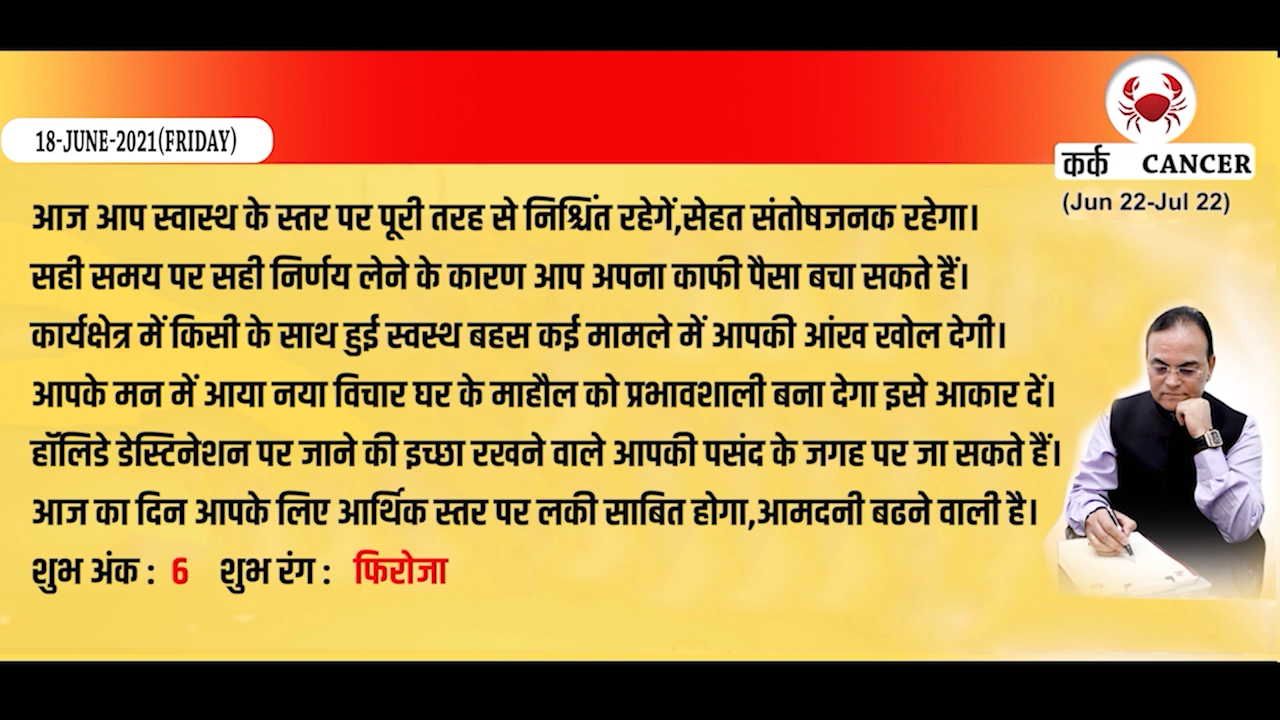 18-JUNE-2021(FRIDAY)
कर्क CANCER
(Jun 22-Jul 22)
आज आप स्वास्थ के स्तर पर पूरी तरह से निश्चिंत रहेगें,सेहत संतोषजनक रहेगा।
सही समय पर सही निर्णय लेने के कारण आप अपना काफी पैसा बचा सकते हैं।
कार्यक्षेत्र में किसी के साथ हुई स्वस्थ बहस कई मामले में आपकी आंख खोल देगी।
आपके मन में आया नया विचार घर के माहौल को प्रभावशाली बना देगा इसे आकार दें।
हॉलिडे डेस्टिनेशन पर जाने की इच्छा रखने वाले आपकी पसंद के जगह पर जा सकते हैं।
आज का दिन आपके लिए आर्थिक स्तर पर लकी साबित होगा,आमदनी बढने वाली है।
शुभ अंक : 6 शुभ रंग : फिरोजा